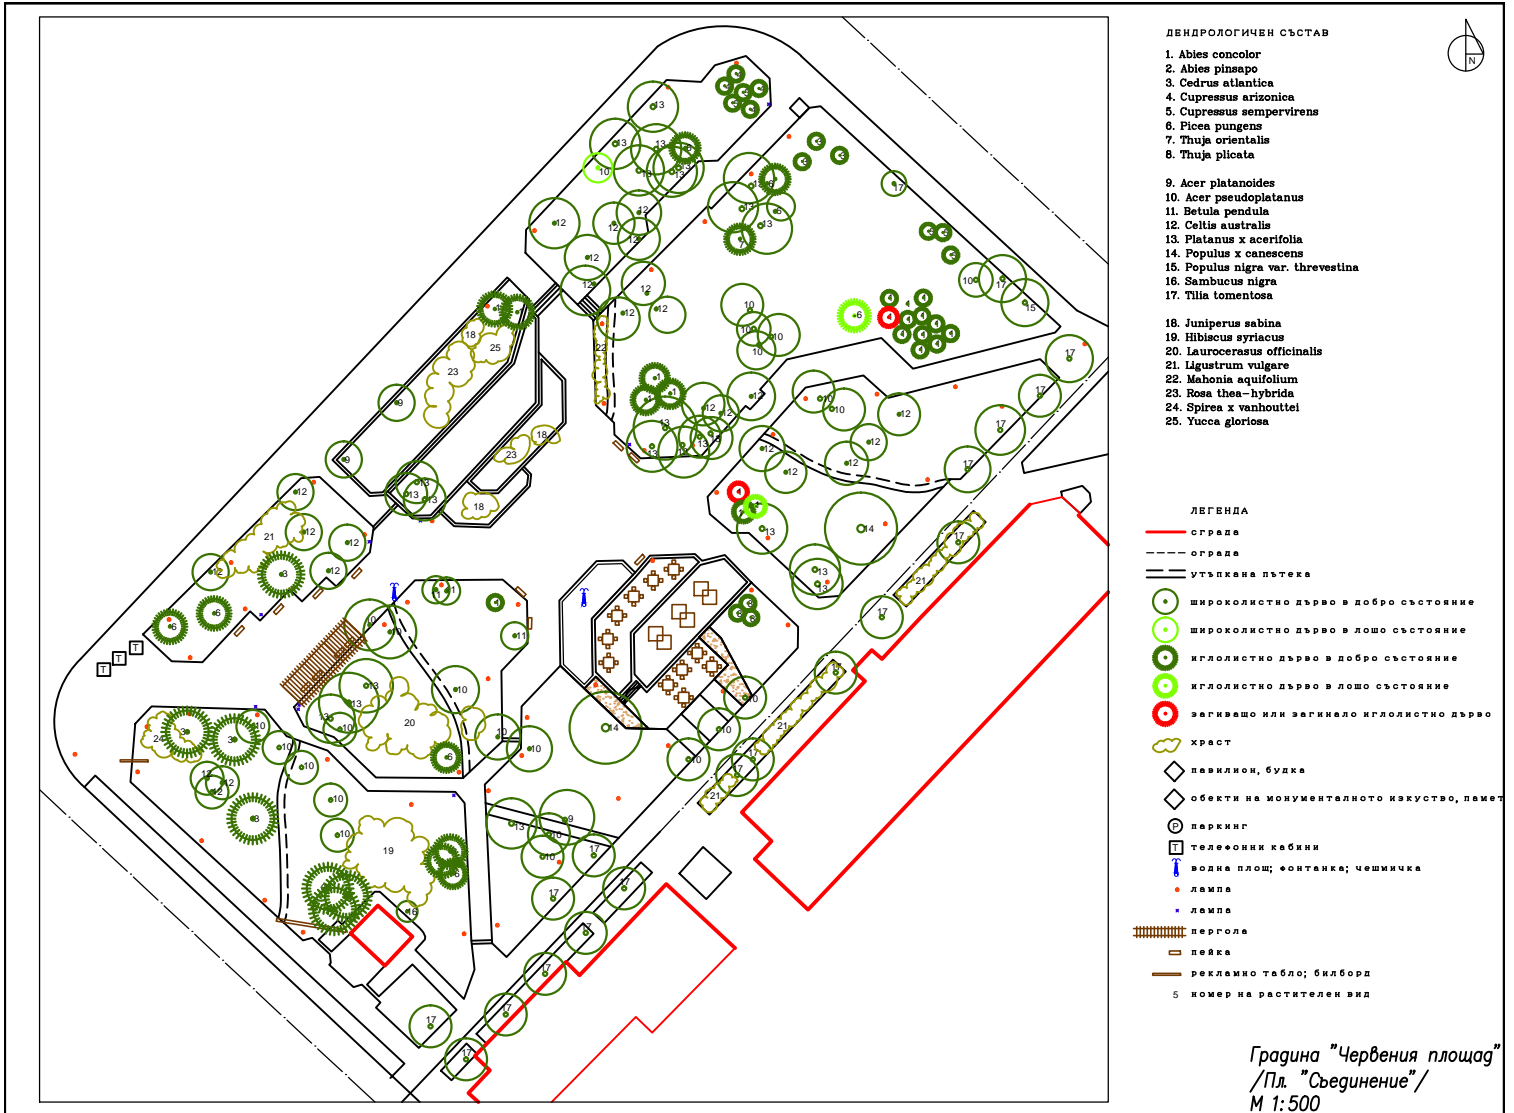 ДЕНДРОЛОГИЧЕН СЪСТАВ
1. Abies concolor
2. Abies pinsapo
3. Cedrus atlantica
4. Cupressus arizonica
5. Cupressus sempervirens
6. Picea pungens
7. Thuja orientalis
8. Thuja plicata
9. Acer platanoides
10. Acer pseudoplatanus
11. Betula pendula
12. Celtis australis
13. Platanus x acerifolia
14. Populus x canescens
15. Populus nigra var. threvestina
16. Sambucus nigra
17. Tilia tomentosa
18. Juniperus sabina
19. Hibiscus syriacus
20. Laurocerasus officinalis
21. Ligustrum vulgare
22. Mahonia aquifolium
23. Rosa thea-hybrida
24. Spirea x vanhouttei
25. Yucca gloriosa
N
ЛЕГЕНДА
сграда
ограда
утъпкана пътека
широколистно дърво в добро състояние
широколистно дърво в лошо състояние
иглолистно дърво в добро състояние
иглолистно дърво в лошо състояние
загиващо или загинало иглолистно дърво
храст
павилион, будка
обекти на монументалното изкуство, памет
P паркинг
T телефонни кабини
водна площ; фонтанка; чешмичка
лампа
лампа
пергола
пейка
рекламно табло; билборд
5 номер на растителен вид
Градина "Червения площад"
/Пл. "Съединение"/
М 1:500